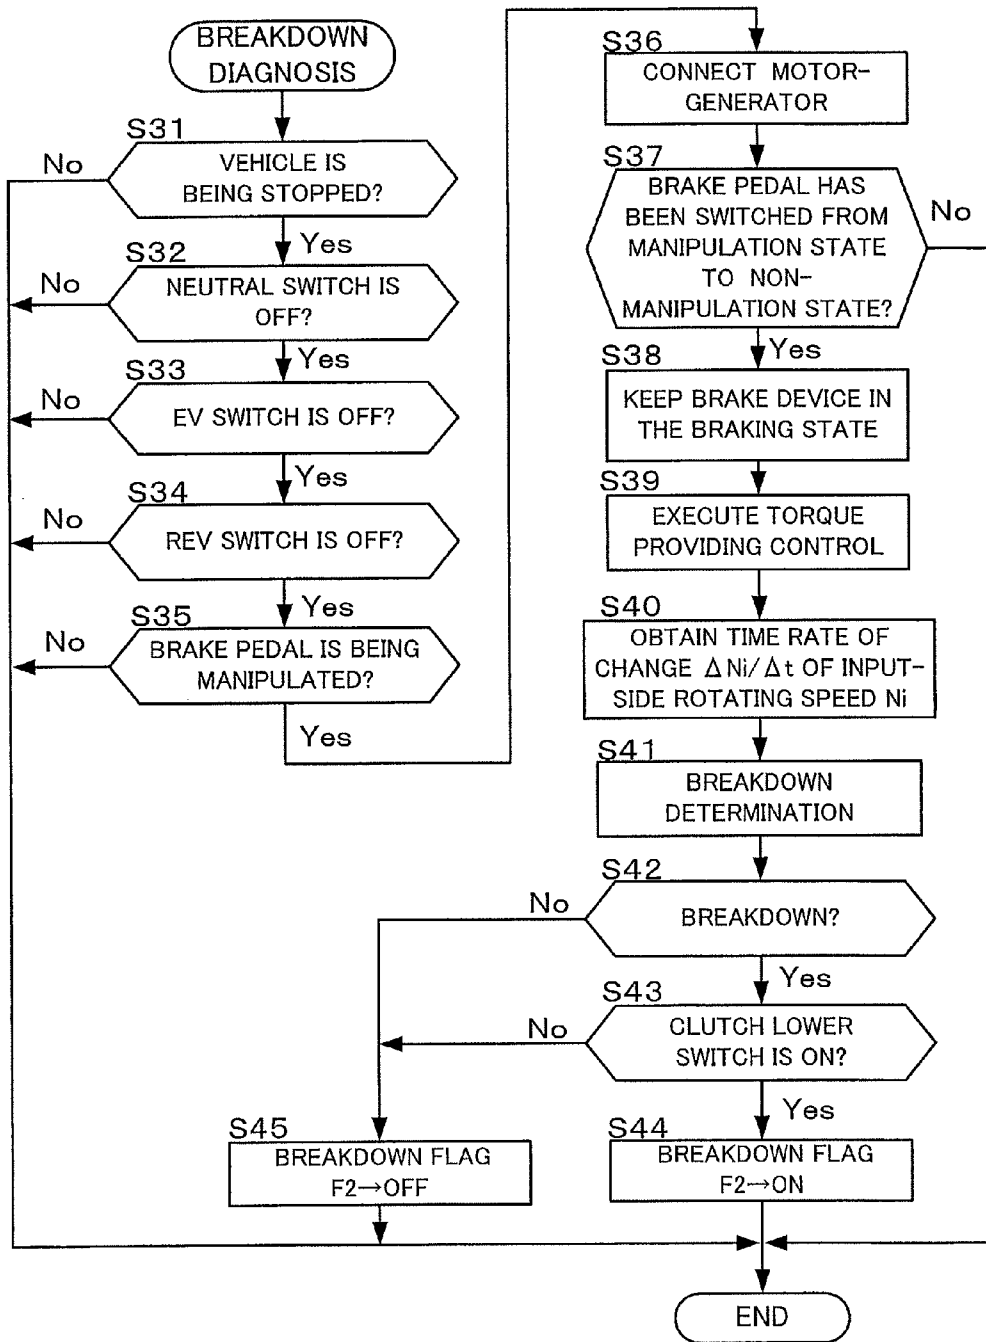 BREAKDOWN
DIAGNOSIS
S31
No
VEHICLE IS
BEING STOPPED?
Yes
S32
No
NEUTRAL SWITCH IS
OFF?
Yes
S33
No
EV SWITCH IS OFF?
Yes
S34
No
REV SWITCH IS OFF?
Yes
S35
No
BRAKE PEDAL IS BEING
MANIPULATED?
Yes
S36
CONNECT MOTOR-
GENERATOR
S37
BRAKE PEDAL HAS
BEEN SWITCHED FROM
MANIPULATION STATE
TO NON-
MANIPULATION STATE?
No
Yes
S38
KEEP BRAKE DEVICE IN
THE BRAKING STATE
S39
EXECUTE TORQUE
PROVIDING CONTROL
S40
OBTAIN TIME RATE OF
CHANGE ΔNi/Δt OF INPUT-
SIDE ROTATING SPEED Ni
S41
BREAKDOWN
DETERMINATION
S42
No
BREAKDOWN?
Yes
S43
No
CLUTCH LOWER
SWITCH IS ON?
Yes
S44
BREAKDOWN FLAG
F2→ON
S45
BREAKDOWN FLAG
F2→OFF
END